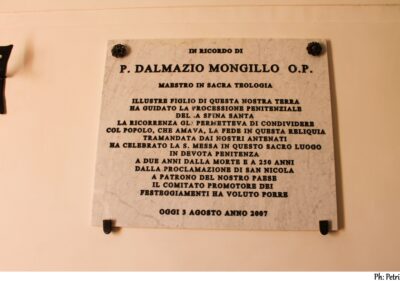 IN RICORDO DI
P. DALMAZIO MONGILLO O.P.
MAESTRO IN SACRA TEOLOGIA
ILLUSTRE FIGLIO DI QUESTA NOSTRA TERRA
HA GUIDATO LA PROCESSIONE PENITENZIALE
DELLA SPINA SANTA
LA RICORRENZA GLI PERMETTEVA DI CONDIVIDERE
COL POPOLO, CHE AMAVA, LA FEDE IN QUESTA RELIQUIA
TRAMANDATA DAI NOSTRI ANTENATI
HA CELEBRATO LA S. MESSA IN QUESTO SACRO LUOGO
IN DEVOTA PENITENZA
A DUE ANNI DALLA MORTE E A 250 ANNI
DALLA PROCLAMAZIONE DI SAN NICOLA
A PATRONO DEL NOSTRO PAESE
IL COMITATO PROMOTORE DEI
FESTEGGIAMENTI HA VOLUTO PORRE
OGGI 3 AGOSTO ANNO 2007
Ph: Petri